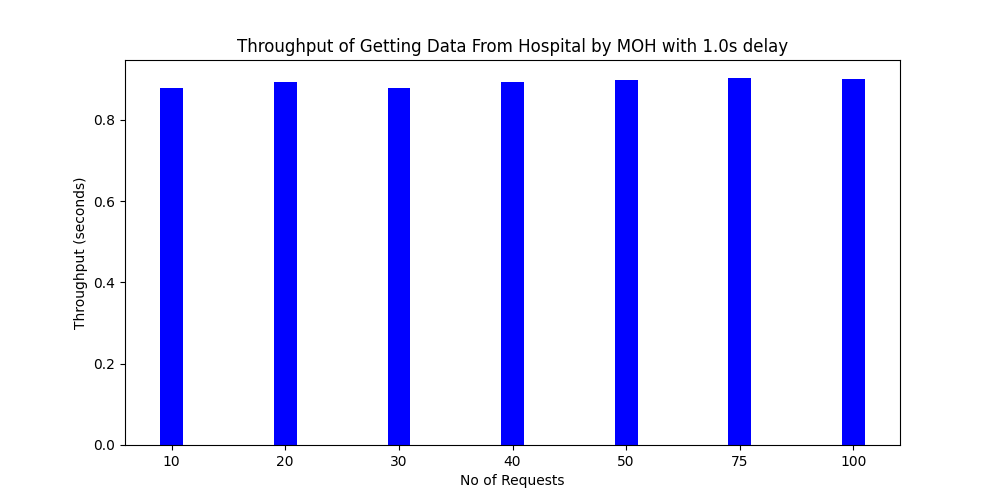 Throughput of Getting Data From Hospital by MOH with 1.0s delay
Throughput (seconds)
0.8
0.6
0.4
0.2
0.0
10 20 30 40 50 75 100
No of Requests